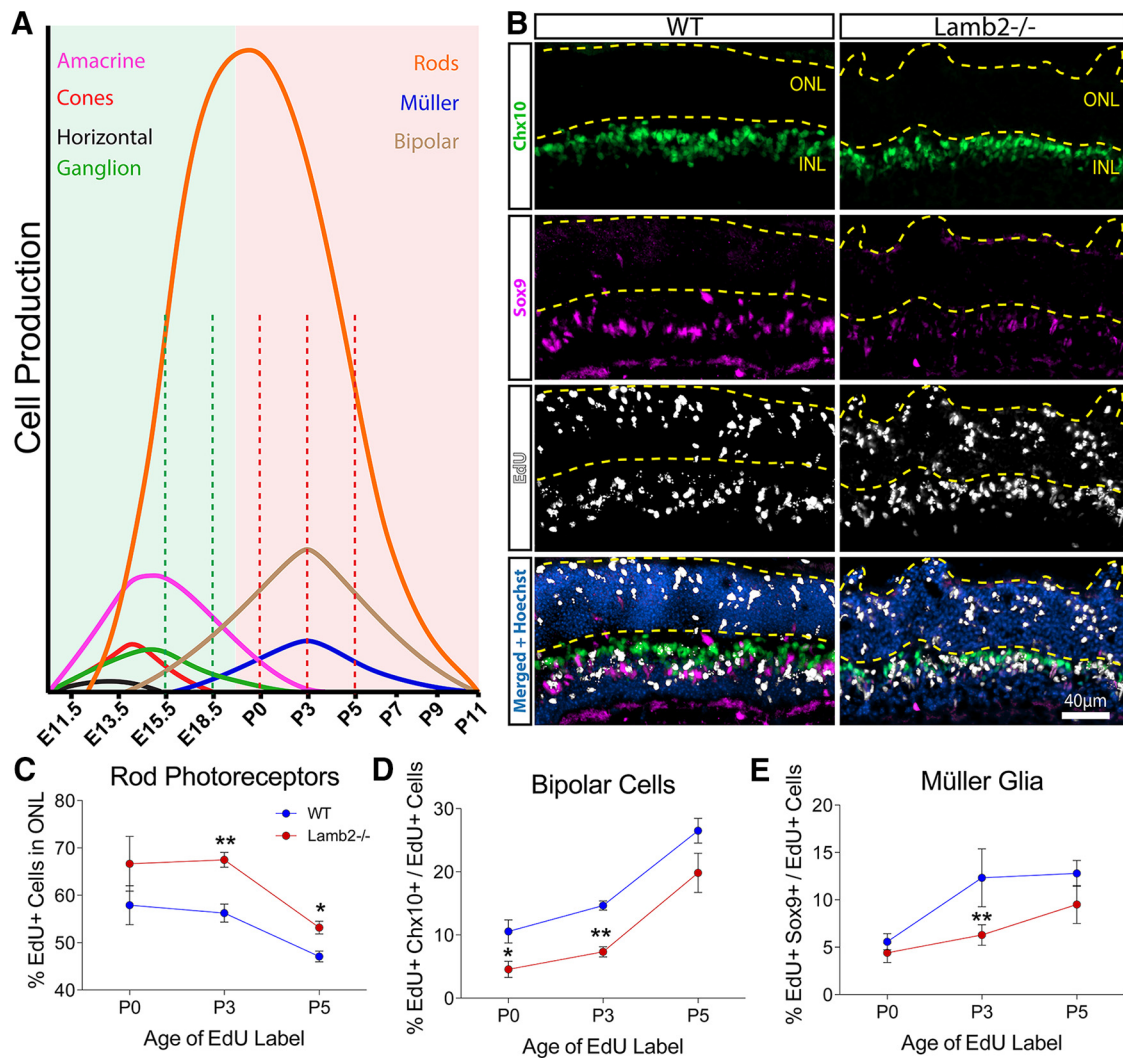 A
Amacrine
Cones
Horizontal
Ganglion
Rods
Müller
Bipolar
Cell Production
E11.5
E13.5
E15.5
E18.5
P0
P3
P5
P7
P9
P11
B
WT
Lamb2-/-
Chx10
ONL
INL
ONL
INL
Sox9
EdU
Merged + Hoechst
40µm
C
Rod Photoreceptors
% EdU+ Cells in ONL
80
70
60
50
40
WT
Lamb2-/-
**
*
P0 P3 P5
Age of EdU Label
D
Bipolar Cells
% EdU+ Chx10+ / EdU+ Cells
30
20
10
0
*
**
P0 P3 P5
Age of EdU Label
E
Müller Glia
% EdU+ Sox9+ / EdU+ Cells
20
15
10
5
0
**
P0 P3 P5
Age of EdU Label